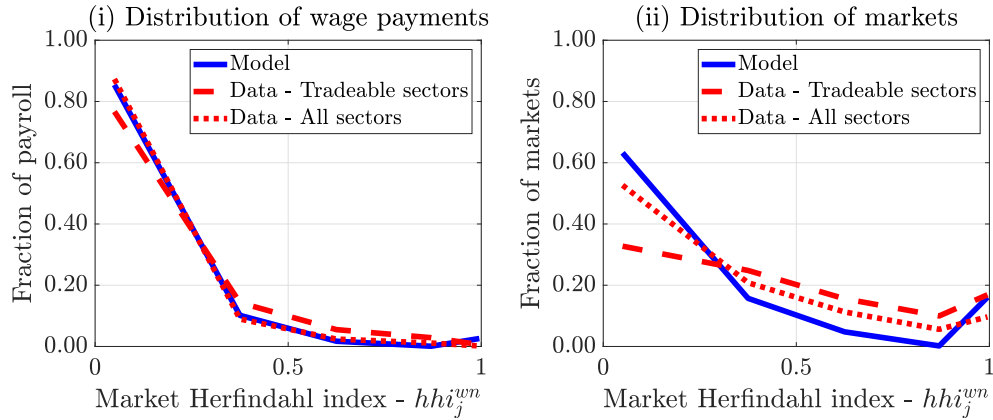 (i) Distribution of wage payments
1.00
0.80
0.60
0.40
0.20
0.00
Fraction of payroll
Model
Data - Tradeable sectors
Data - All sectors
0
0.5
1
Market Herfindahl index - $hhi_j^{wn}$
(ii) Distribution of markets
1.00
0.80
0.60
0.40
0.20
0.00
Fraction of markets
Model
Data - Tradeable sectors
Data - All sectors
0
0.5
1
Market Herfindahl index - $hhi_j^{wn}$